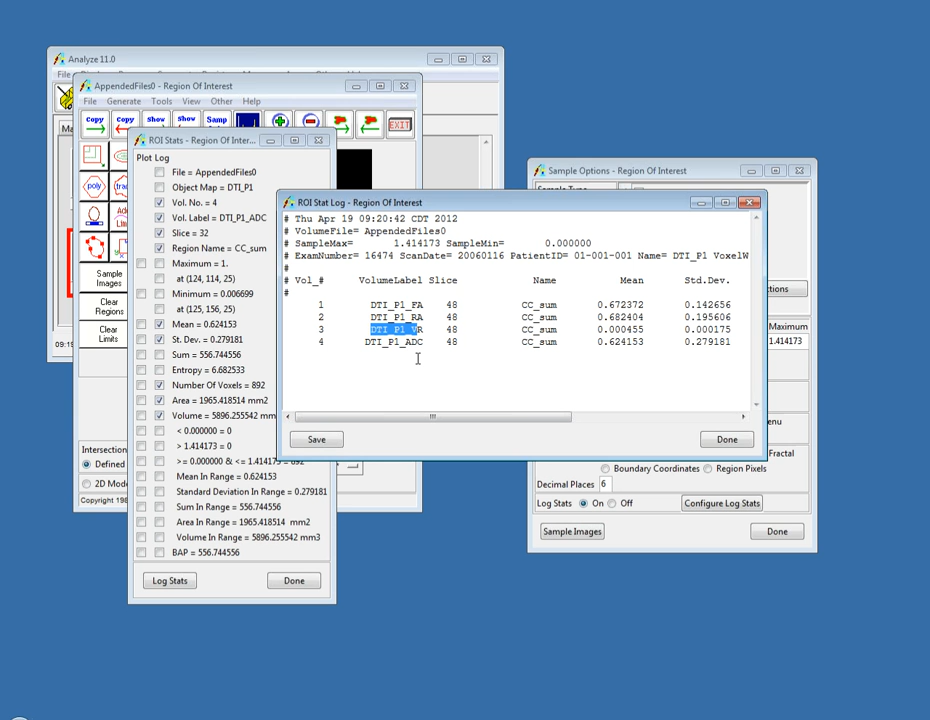 Analyze 11.0
File
AppendedFiles0 - Region Of Interest
File Generate Tools View Other Help
Copy Copy Show Show Samp EXIT
ROI Stats - Region Of Inter...
Plot Log
File = AppendedFiles0
Object Map = DTI_P1
Vol. No. = 4
Vol. Label = DTI_P1_ADC
Slice = 32
Region Name = CC_sum
Maximum = 1.
at (124, 114, 25)
Minimum = 0.006699
at (125, 156, 25)
Mean = 0.624153
St. Dev. = 0.279181
Sum = 556.744556
Entropy = 6.682533
Number Of Voxels = 892
Area = 1965.418514 mm2
Volume = 5896.255542 mm
< 0.000000 = 0
> 1.414173 = 0
>= 0.000000 & <= 1.414173 = 892
Mean In Range = 0.624153
Standard Deviation In Range = 0.279181
Sum In Range = 556.744556
Area In Range = 1965.418514 mm2
Volume In Range = 5896.255542 mm3
BAP = 556.744556
Log Stats Done
poly
Sample
Images
Clear
Regions
Clear
Limits
Intersection
Defined
2D Mod
Copyright 198
ROI Stat Log - Region Of Interest
# Thu Apr 19 09:20:42 CDT 2012
# VolumeFile= AppendedFiles0
# SampleMax= 1.414173 SampleMin= 0.000000
# ExamNumber= 16474 ScanDate= 20060116 PatientID= 01-001-001 Name= DTI_P1 VoxelW
#
# Vol_# VolumeLabel Slice Name Mean Std.Dev.
#
1 DTI_P1_FA 48 CC_sum 0.672372 0.142656
2 DTI_P1_RA 48 CC_sum 0.682404 0.195606
3 DTI_P1_VR 48 CC_sum 0.000455 0.000175
4 DTI_P1_ADC 48 CC_sum 0.624153 0.279181
Save Done
Sample Options - Region Of Interest
Sample Type
tions
Maximum
1.414173
enu
Fractal
Boundary Coordinates Region Pixels
Decimal Places 6
Log Stats: On Off Configure Log Stats
Sample Images Done